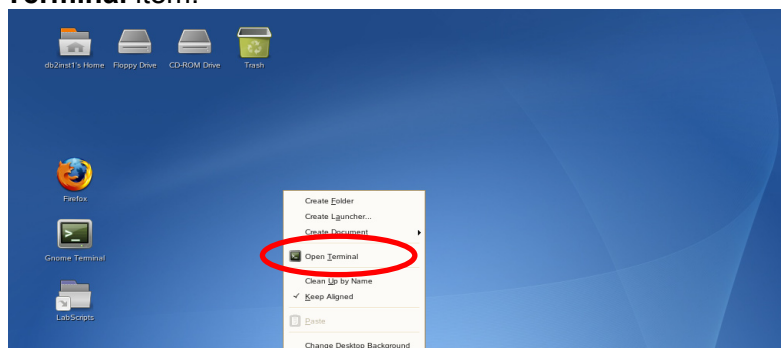 Terminal item.
db2inst1's Home Floppy Drive CD-ROM Drive Trash
Firefox
Gnome Terminal
LabScripts
Create Folder
Create Launcher...
Create Document
Open Terminal
Clean Up by Name
Keep Aligned
Paste
Change Desktop Background